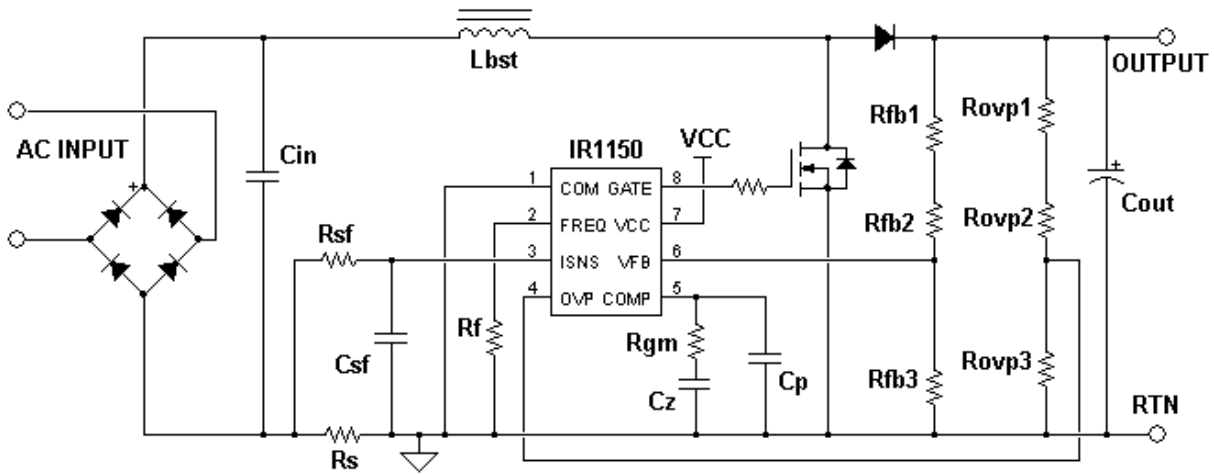 Lbst
OUTPUT
AC INPUT
Cin
IR1150
VCC
Rfb1
Rovp1
1 COM GATE 8
2 FREQ VCC 7
3 ISNS VFB 6
4 OVP COMP 5
+
+
Cout
Rsf
Rfb2
Rovp2
Rf
Csf
Rgm
Cz
Cp
Rfb3
Rovp3
RTN
Rs